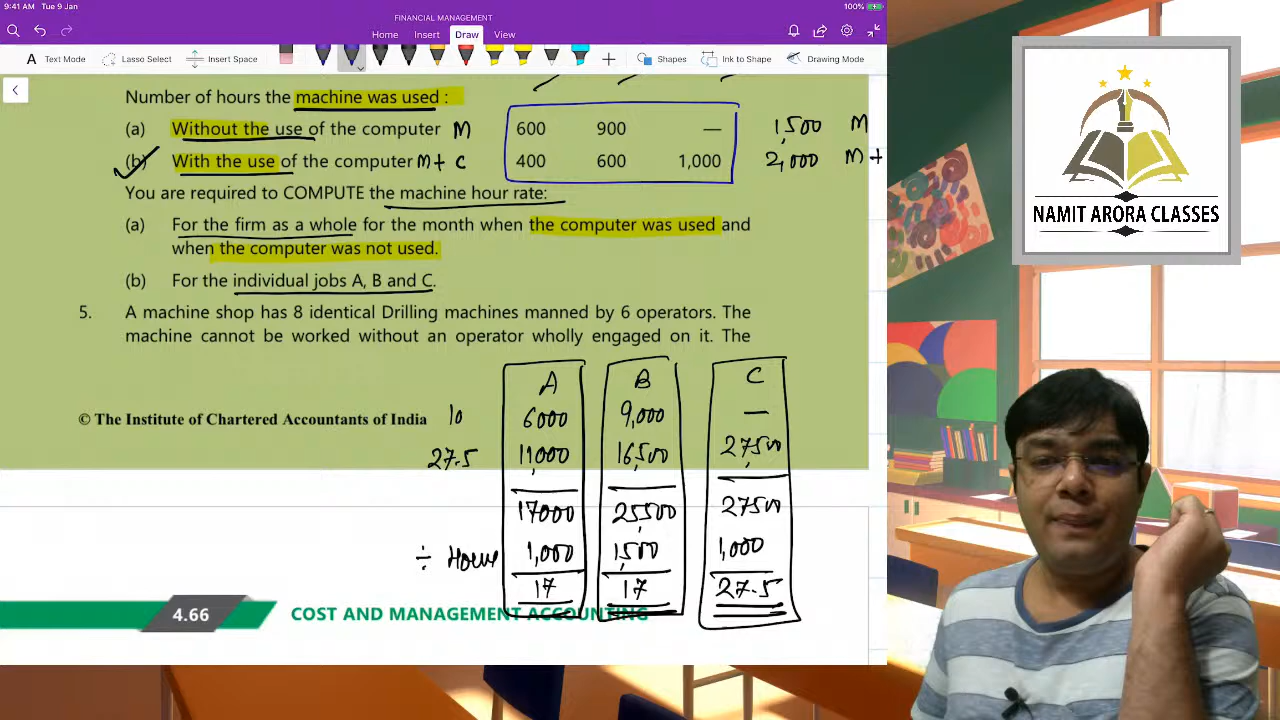 9:41 AM Tue 9 Jan
FINANCIAL MANAGEMENT
100%
Home Insert Draw View
A Text Mode Lasso Select Insert Space Shapes Ink to Shape Drawing Mode
Number of hours the machine was used :
(a) Without the use of the computer M 600 900 — 1,500 M
(b) With the use of the computer M + C 400 600 1,000 2,000 M +
You are required to COMPUTE the machine hour rate:
(a) For the firm as a whole for the month when the computer was used and
when the computer was not used.
(b) For the individual jobs A, B and C.
5. A machine shop has 8 identical Drilling machines manned by 6 operators. The
machine cannot be worked without an operator wholly engaged on it. The
A B C
© The Institute of Chartered Accountants of India 10 6000 9,000 —
27.5 11,000 16,500 27,500
17000 25,500 27500
÷ Hours 1,000 1,500 1,000
17 17 27.5
4.66 COST AND MANAGEMENT ACCOUNTING
NAMIT ARORA CLASSES